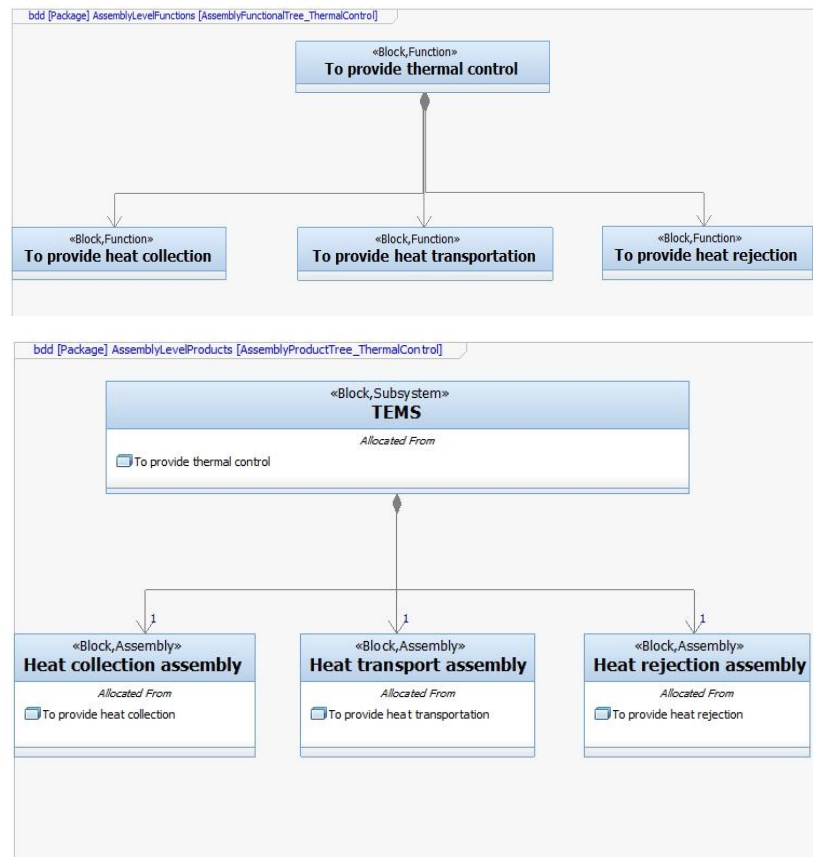 bdd [Package] AssemblyLevelFunctions [AssemblyFunctionalTree_ThermalControl]
«Block,Function»
To provide thermal control
«Block,Function»
To provide heat collection
«Block,Function»
To provide heat transportation
«Block,Function»
To provide heat rejection
bdd [Package] AssemblyLevelProducts [AssemblyProductTree_ThermalControl]
«Block,Subsystem»
TEMS
Allocated From
To provide thermal control
1
1
1
«Block,Assembly»
Heat collection assembly
Allocated From
To provide heat collection
«Block,Assembly»
Heat transport assembly
Allocated From
To provide heat transportation
«Block,Assembly»
Heat rejection assembly
Allocated From
To provide heat rejection